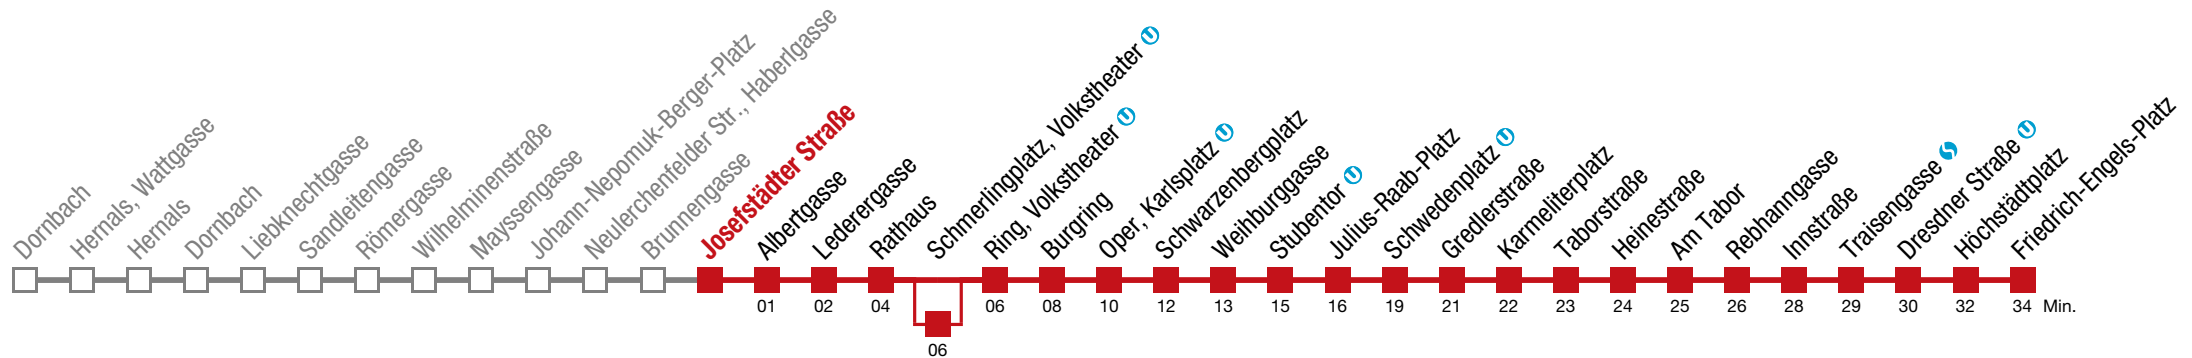 Dornbach
Hernals, Wattgasse
Hernals
Dornbach
Liebknechtgasse
Sandleitengasse
Römergasse
Wilhelminenstraße
Mayssengasse
Johann-Nepomuk-Berger-Platz
Neulerchenfelder Str., Haberlgasse
Brunnengasse
Josefstädter Straße
Albertgasse
Lederergasse
Rathaus
Schmerlingplatz, Volkstheater U
Ring, Volkstheater U
Burgring
Oper, Karlsplatz U
Schwarzenbergplatz
Weihburggasse
Stubentor U
Julius-Raab-Platz
Schwedenplatz U
Gredlerstraße
Karmeliterplatz
Taborstraße
Heinestraße
Am Tabor
Rebhanngasse
Innstraße
Traisengasse S
Dresdner Straße U
Höchstädtplatz
Friedrich-Engels-Platz
01 02 04 06 08 10 12 13 15 16 19 21 22 23 24 25 26 28 29 30 32 34 Min.
06